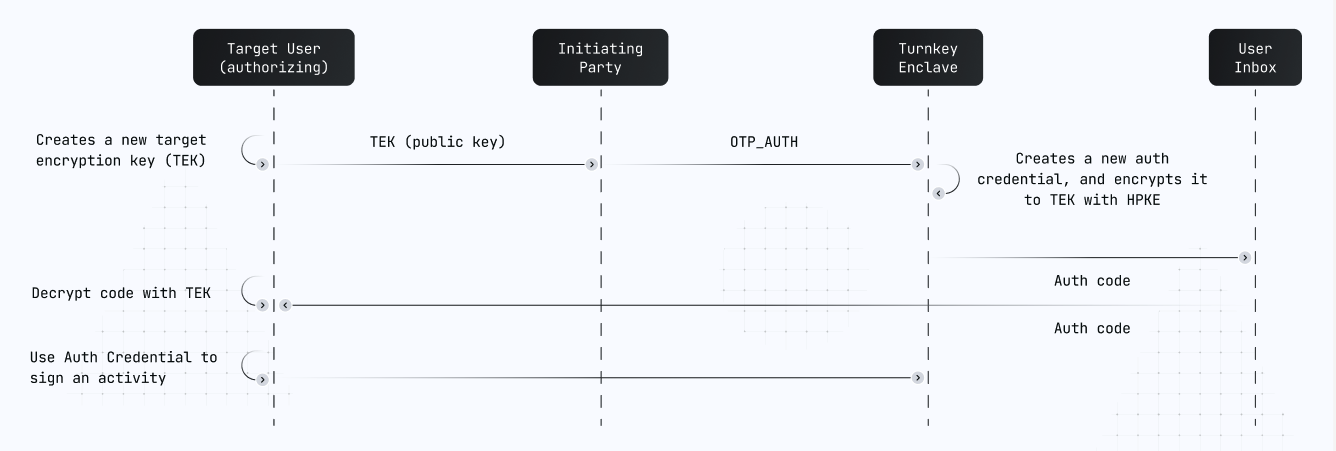 Target User
(authorizing)
Initiating
Party
Turnkey
Enclave
User
Inbox
Creates a new target
encryption key (TEK)
TEK (public key)
OTP_AUTH
Creates a new auth
credential, and encrypts it
to TEK with HPKE
Auth code
Decrypt code with TEK
Auth code
Use Auth Credential to
sign an activity